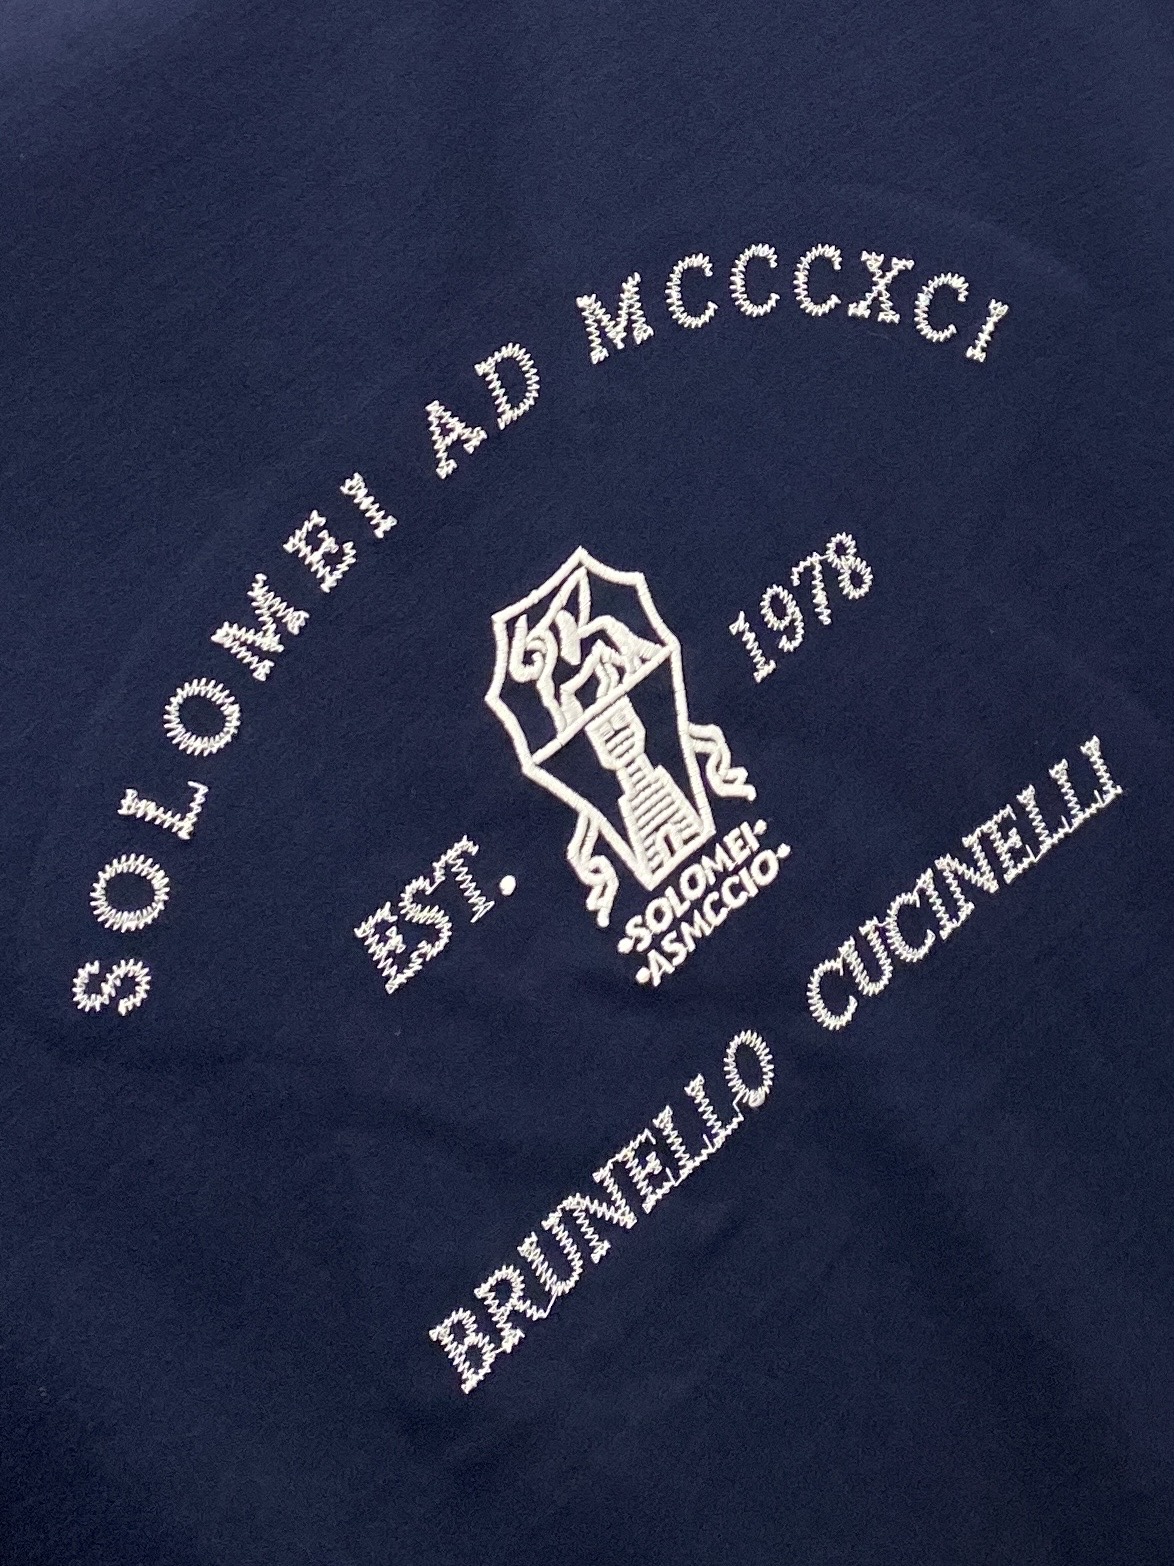 SOLOMEI AD MCCCXCI
EST. 1978
·SOLOMEI·
·ASMCCIO·
BRUNELLO CUCINELLI